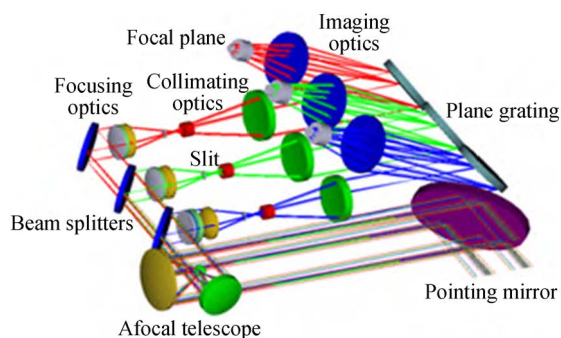 Imaging
optics
Focal plane
Focusing
optics
Collimating
optics
Plane grating
Slit
Beam splitters
Pointing mirror
Afocal telescope